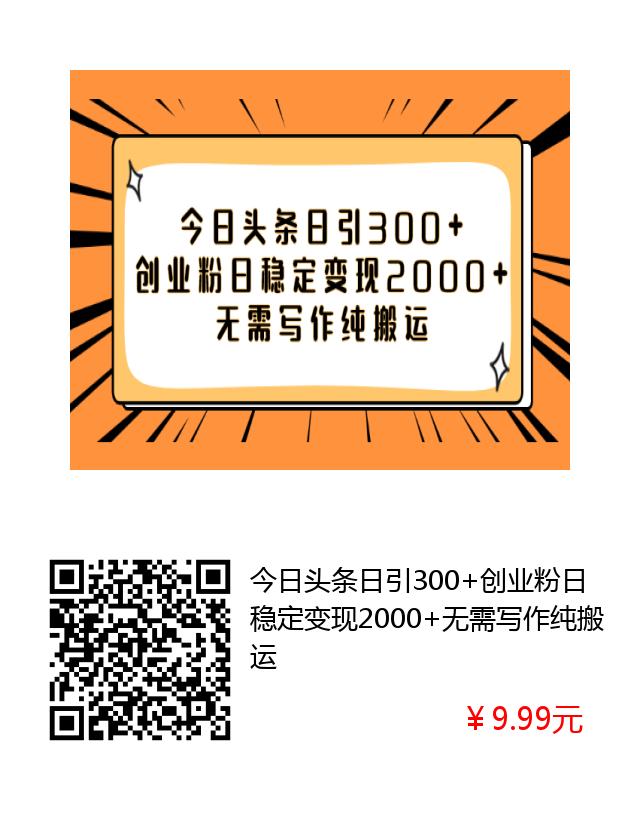 今日头条日引300+
创业粉日稳定变现2000+
无需写作纯搬运
今日头条日引300+创业粉日
稳定变现2000+无需写作纯搬
运
￥9.99元